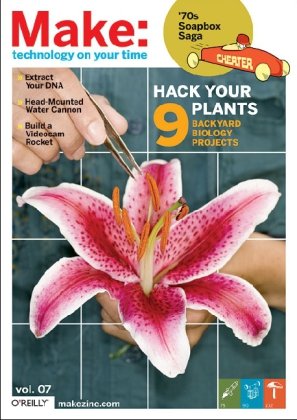 Make:
technology on your time
'70s
Soapbox
Saga
CHEATER
» Extract
Your DNA
» Head-Mounted
Water Cannon
» Build a
Videocam
Rocket
HACK YOUR
PLANTS
9 BACKYARD
BIOLOGY
PROJECTS
vol. 07
O'REILLY
makezine.com